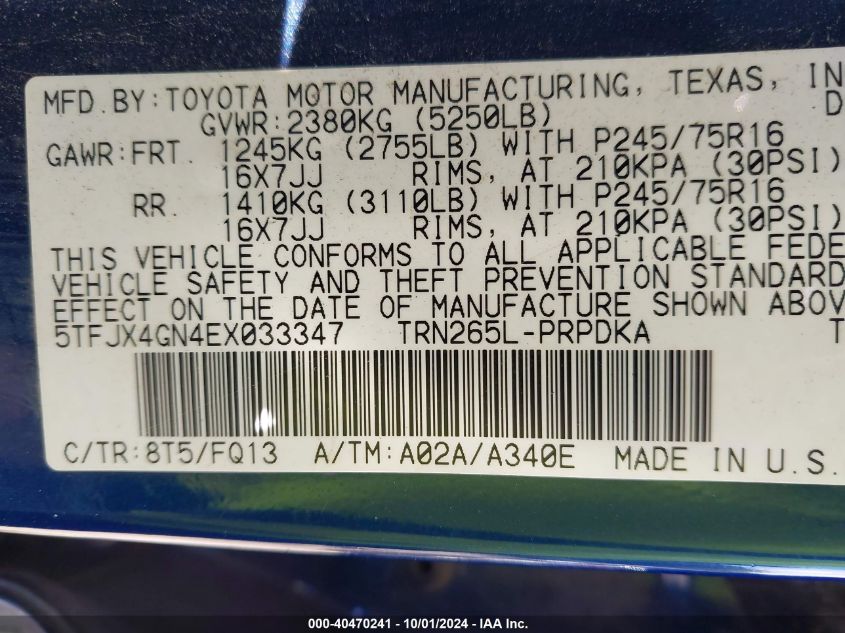 MFD.BY:TOYOTA MOTOR MANUFACTURING, TEXAS, IN
GVWR:2380KG (5250LB) D
GAWR:FRT. 1245KG (2755LB) WITH P245/75R16
16X7JJ RIMS, AT 210KPA (30PSI)
RR. 1410KG (3110LB) WITH P245/75R16
16X7JJ RIMS, AT 210KPA (30PSI)
THIS VEHICLE CONFORMS TO ALL APPLICABLE FEDE
VEHICLE SAFETY AND THEFT PREVENTION STANDARD
EFFECT ON THE DATE OF MANUFACTURE SHOWN ABOV
5TFJX4GN4EX033347 TRN265L-PRPDKA T
C/TR:8T5/FQ13 A/TM:A02A/A340E MADE IN U.S.
000-40470241 - 10/01/2024 - IAA Inc.